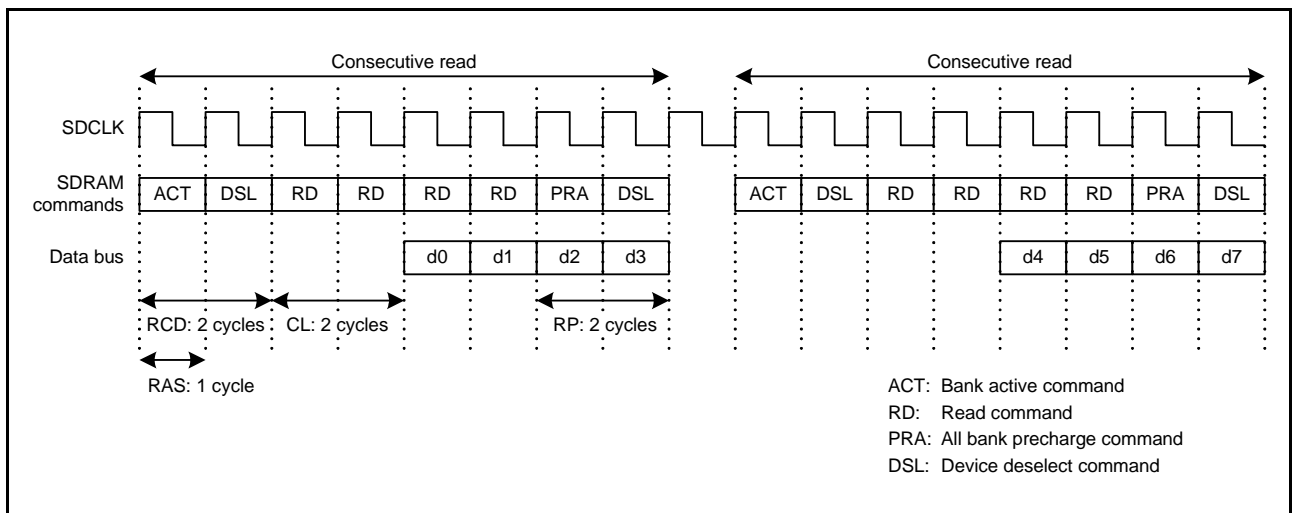 Consecutive read Consecutive read
SDCLK
SDRAM commands ACT DSL RD RD RD RD PRA DSL ACT DSL RD RD RD RD PRA DSL
Data bus d0 d1 d2 d3 d4 d5 d6 d7
RCD: 2 cycles CL: 2 cycles RP: 2 cycles
RAS: 1 cycle
ACT: Bank active command
RD: Read command
PRA: All bank precharge command
DSL: Device deselect command